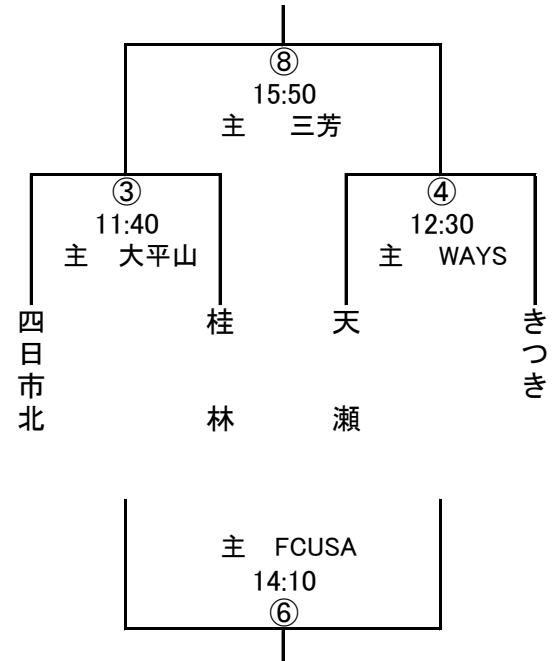 ⑧
15:50
主 三芳
③
11:40
主 大平山
④
12:30
主 WAYS
四日市北
桂林
天瀬
きつき
主 FCUSA
14:10
⑥